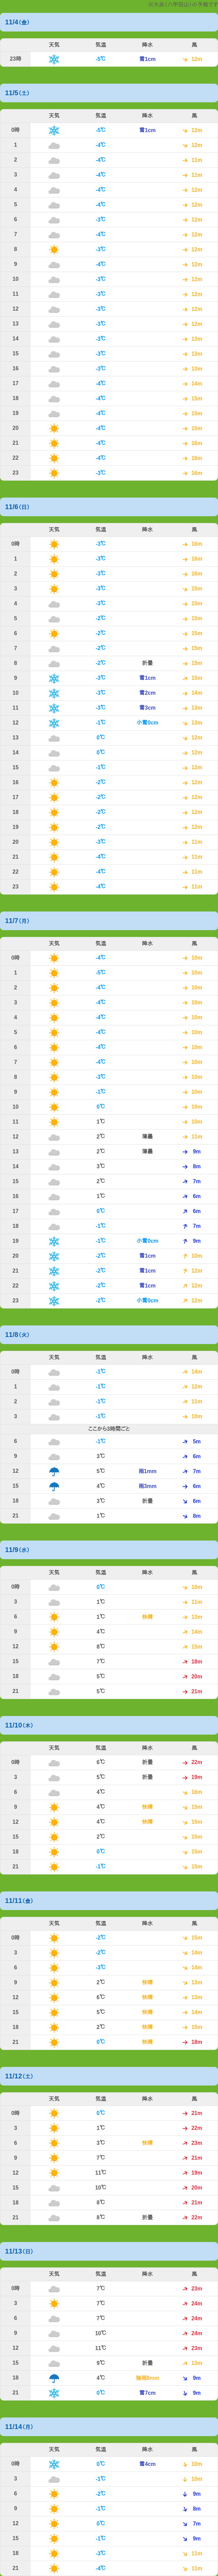 ※大岳(八甲田山)の予報です
11/4(金)
天気 気温 降水 風
23時 -5℃ 雪1cm 12m
11/5(土)
天気 気温 降水 風
0時 -5℃ 雪1cm 12m
1 -4℃ 12m
2 -4℃ 11m
3 -4℃ 11m
4 -4℃ 12m
5 -4℃ 12m
6 -3℃ 12m
7 -4℃ 12m
8 -3℃ 12m
9 -4℃ 12m
10 -3℃ 12m
11 -3℃ 12m
12 -3℃ 12m
13 -3℃ 12m
14 -3℃ 13m
15 -3℃ 13m
16 -3℃ 13m
17 -4℃ 14m
18 -4℃ 15m
19 -4℃ 15m
20 -4℃ 15m
21 -4℃ 16m
22 -4℃ 16m
23 -3℃ 16m
11/6(日)
天気 気温 降水 風
0時 -3℃ 16m
1 -3℃ 16m
2 -3℃ 16m
3 -3℃ 15m
4 -3℃ 15m
5 -2℃ 15m
6 -2℃ 15m
7 -2℃ 15m
8 -2℃ 折曇 15m
9 -3℃ 雪1cm 15m
10 -3℃ 雪2cm 14m
11 -3℃ 雪3cm 13m
12 -1℃ 小雪0cm 13m
13 0℃ 12m
14 0℃ 12m
15 -1℃ 12m
16 -2℃ 12m
17 -2℃ 12m
18 -2℃ 12m
19 -2℃ 12m
20 -3℃ 11m
21 -4℃ 11m
22 -4℃ 11m
23 -4℃ 11m
11/7(月)
天気 気温 降水 風
0時 -4℃ 10m
1 -5℃ 10m
2 -4℃ 10m
3 -4℃ 10m
4 -4℃ 10m
5 -4℃ 10m
6 -4℃ 10m
7 -4℃ 10m
8 -3℃ 10m
9 -1℃ 10m
10 0℃ 10m
11 1℃ 10m
12 2℃ 薄曇 11m
13 2℃ 薄曇 9m
14 3℃ 8m
15 2℃ 7m
16 1℃ 6m
17 0℃ 6m
18 -1℃ 7m
19 -1℃ 小雪0cm 9m
20 -2℃ 雪1cm 10m
21 -2℃ 雪1cm 12m
22 -2℃ 雪1cm 12m
23 -2℃ 小雪0cm 12m
11/8(火)
天気 気温 降水 風
0時 -1℃ 14m
1 -1℃ 12m
2 -1℃ 11m
3 -1℃ 10m
ここから3時間ごと
6 -1℃ 5m
9 3℃ 6m
12 5℃ 雨1mm 7m
15 4℃ 雨3mm 6m
18 3℃ 折曇 6m
21 1℃ 8m
11/9(水)
天気 気温 降水 風
0時 0℃ 10m
3 1℃ 11m
6 1℃ 快晴 13m
9 4℃ 14m
12 8℃ 15m
15 7℃ 18m
18 5℃ 20m
21 5℃ 21m
11/10(木)
天気 気温 降水 風
0時 6℃ 折曇 22m
3 5℃ 折曇 19m
6 4℃ 16m
9 4℃ 快晴 15m
12 4℃ 快晴 15m
15 2℃ 15m
18 0℃ 15m
21 -1℃ 15m
11/11(金)
天気 気温 降水 風
0時 -2℃ 15m
3 -2℃ 14m
6 -3℃ 14m
9 2℃ 快晴 13m
12 6℃ 快晴 13m
15 5℃ 快晴 14m
18 2℃ 快晴 15m
21 0℃ 快晴 18m
11/12(土)
天気 気温 降水 風
0時 0℃ 21m
3 1℃ 22m
6 3℃ 快晴 23m
9 7℃ 21m
12 11℃ 19m
15 10℃ 20m
18 8℃ 21m
21 8℃ 折曇 22m
11/13(日)
天気 気温 降水 風
0時 7℃ 23m
3 7℃ 24m
6 7℃ 24m
9 10℃ 24m
12 11℃ 23m
15 9℃ 折曇 13m
18 4℃ 強雨8mm 9m
21 0℃ 雪7cm 9m
11/14(月)
天気 気温 降水 風
0時 0℃ 雪4cm 10m
3 -1℃ 10m
6 -2℃ 9m
9 -1℃ 8m
12 0℃ 7m
15 -1℃ 9m
18 -3℃ 11m
21 -4℃ 11m